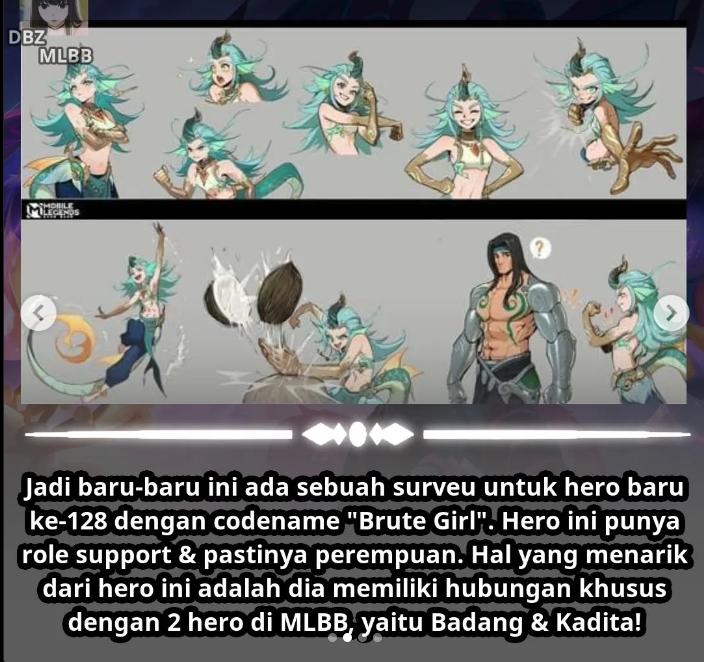 DBZ
MLBB
MOBILE
LEGENDS
?
Jadi baru-baru ini ada sebuah surveu untuk hero baru
ke-128 dengan codename "Brute Girl". Hero ini punya
role support & pastinya perempuan. Hal yang menarik
dari hero ini adalah dia memiliki hubungan khusus
dengan 2 hero di MLBB, yaitu Badang & Kadita!